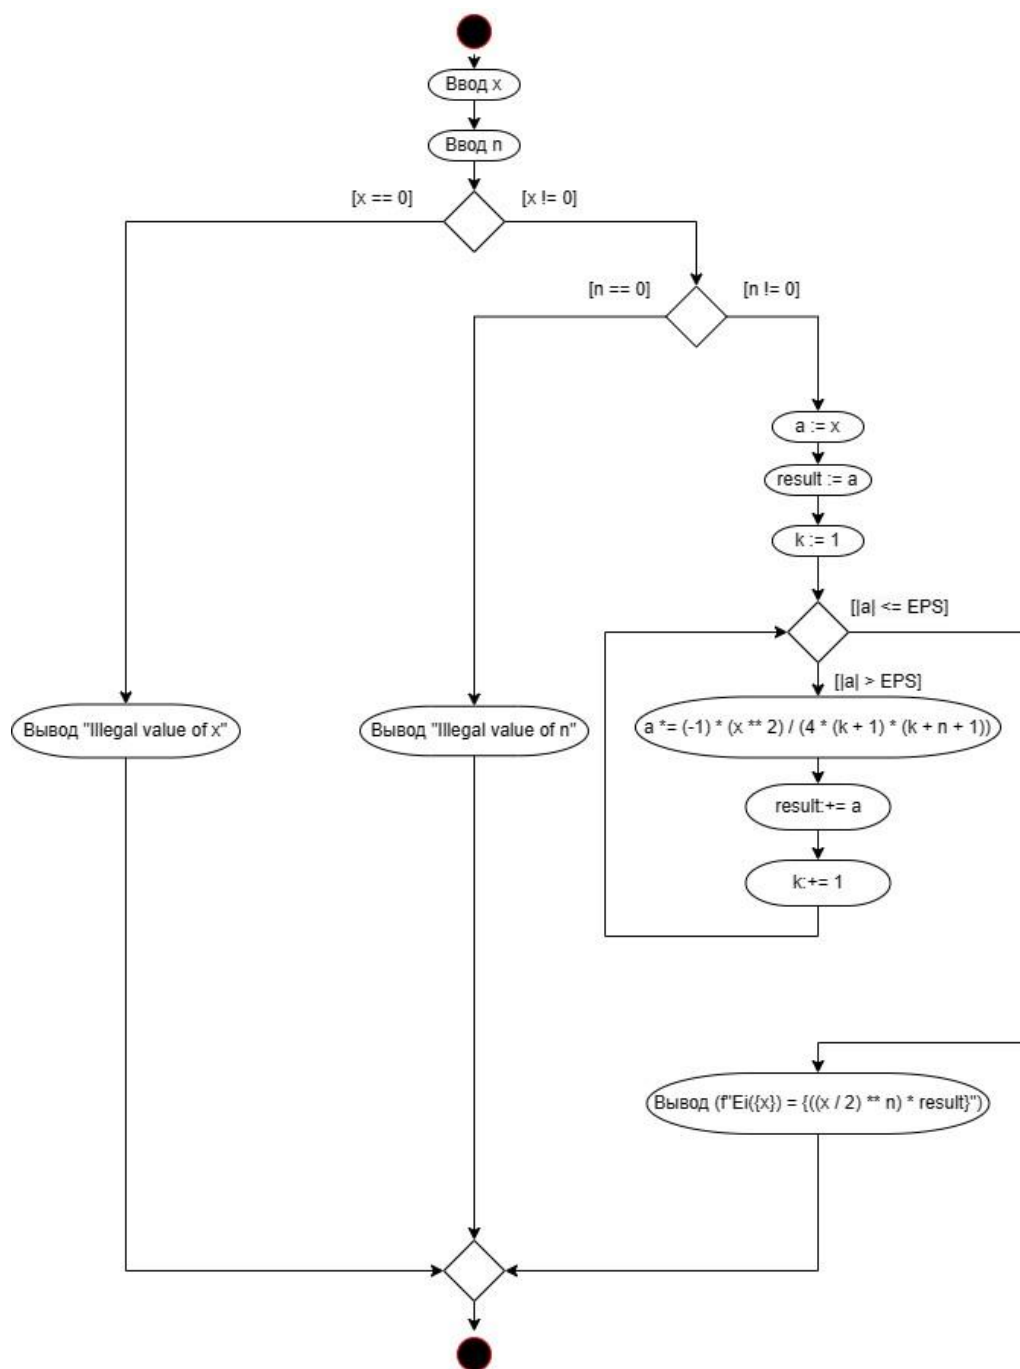 Ввод x
Ввод n
[x == 0]
[x != 0]
[n == 0]
[n != 0]
a := x
result := a
k := 1
[|a| <= EPS]
[|a| > EPS]
Вывод "Illegal value of x"
Вывод "Illegal value of n"
a *= (-1) * (x ** 2) / (4 * (k + 1) * (k + n + 1))
result:+= a
k:+= 1
Вывод (f"Ei({x}) = {((x / 2) ** n) * result}")